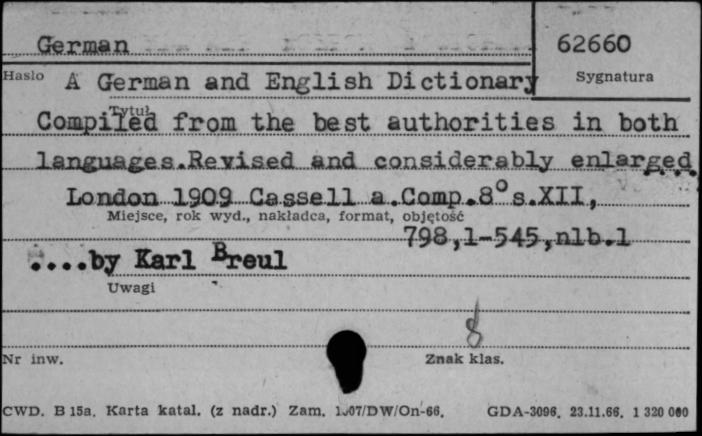 German 62660
Hasło A German and English Dictionary Sygnatura
Tytuł
Compiled from the best authorities in both
languages.Revised and considerably enlarged
London 1909 Cassell a.Comp.8° s.XII,
Miejsce, rok wyd., nakładca, format, objętość
798,1-545,nlb.1
....by Karl Breul
Uwagi
8
Nr inw. Znak klas.
CWD. B 15a. Karta katal. (z nadr.) Zam. 1907/DW/On-66. GDA-3096. 23.11.66. 1 320 000